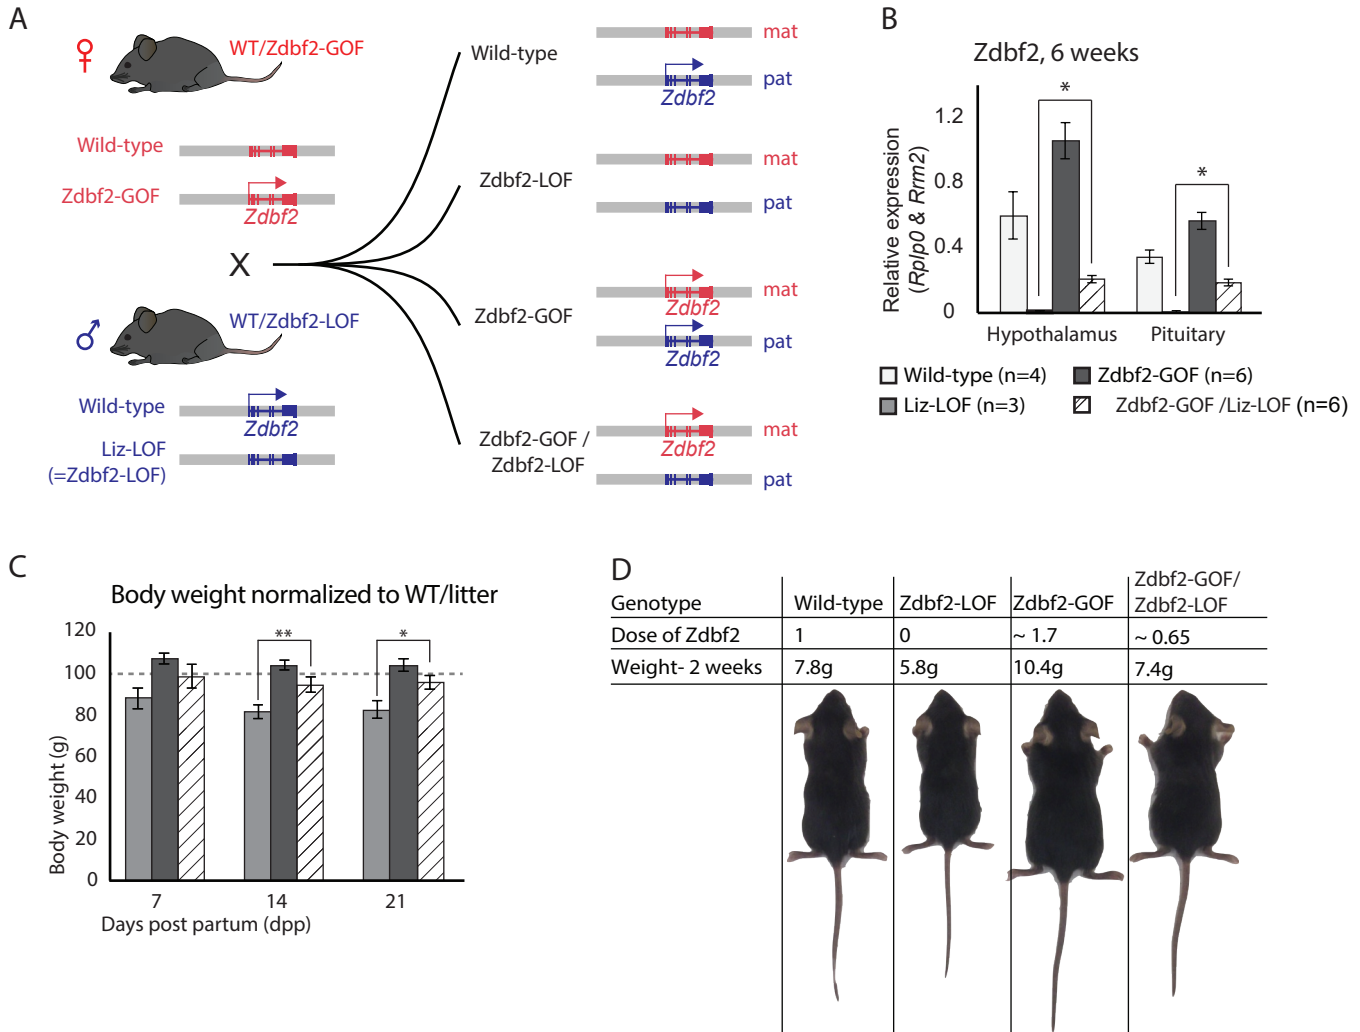 A
♀
WT/Zdbf2-GOF
Wild-type
Zdbf2-GOF
Zdbf2
X
♂
WT/Zdbf2-LOF
Wild-type
Zdbf2
Liz-LOF
(=Zdbf2-LOF)
Wild-type
mat
pat
Zdbf2
Zdbf2-LOF
mat
pat
Zdbf2-GOF
mat
Zdbf2
pat
Zdbf2
Zdbf2-GOF /
Zdbf2-LOF
mat
Zdbf2
pat
B
Zdbf2, 6 weeks
Relative expression
(Rplp0 & Rrm2)
1.2
0.8
0.4
0
*
*
Hypothalamus Pituitary
Wild-type (n=4) Zdbf2-GOF (n=6)
Liz-LOF (n=3) Zdbf2-GOF /Liz-LOF (n=6)
C
Body weight normalized to WT/litter
Body weight (g)
120
100
80
60
40
20
0
**
*
7 14 21
Days post partum (dpp)
D
Genotype Wild-type Zdbf2-LOF Zdbf2-GOF Zdbf2-GOF/
Zdbf2-LOF
Dose of Zdbf2 1 0 ~ 1.7 ~ 0.65
Weight- 2 weeks 7.8g 5.8g 10.4g 7.4g